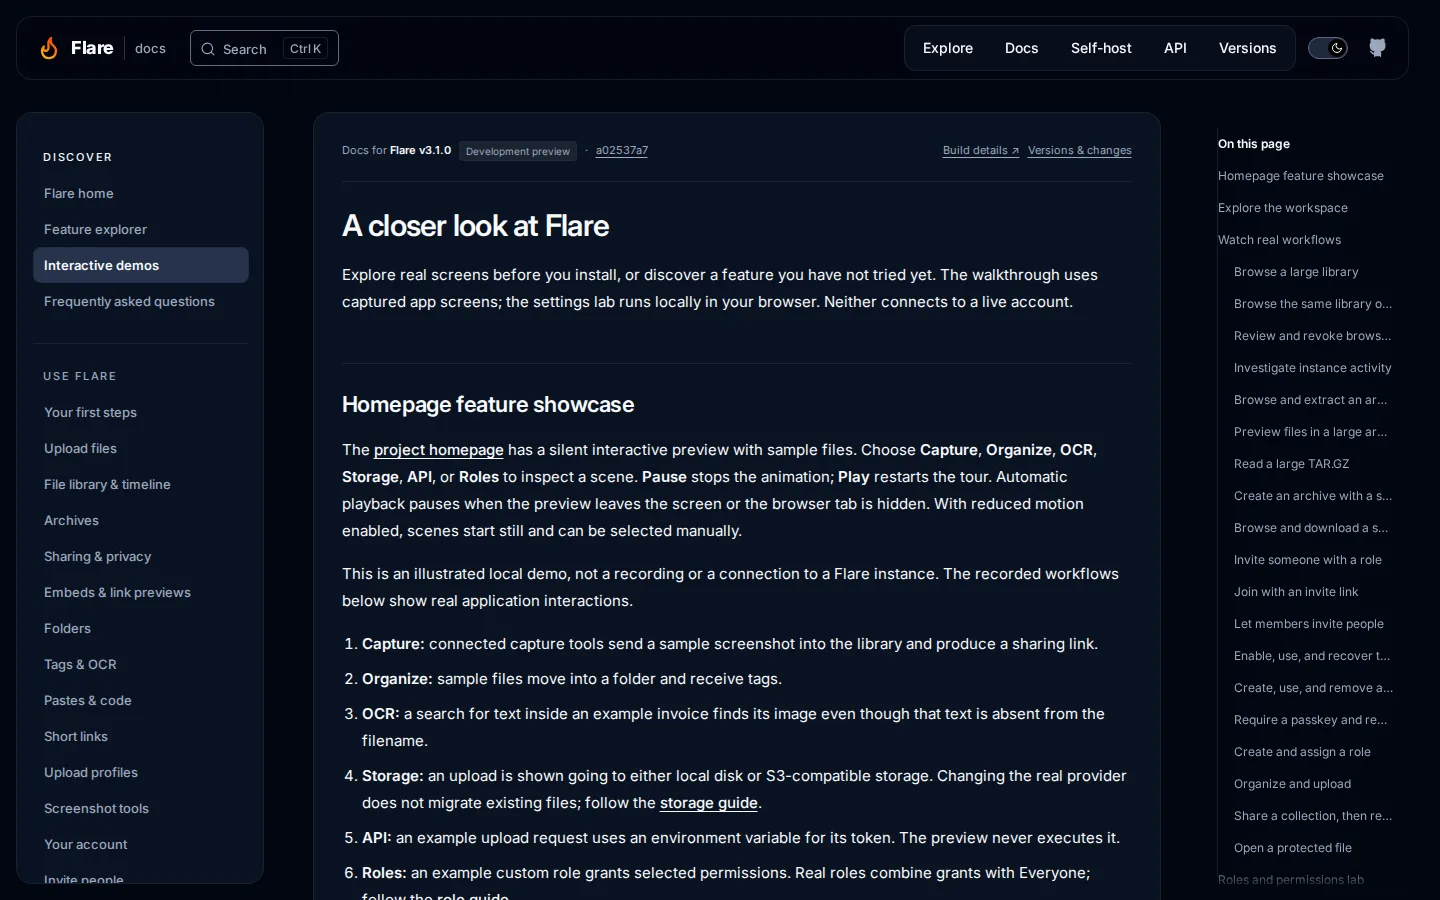 Flare docs Search Ctrl K Explore Docs Self-host API Versions
DISCOVER
Flare home
Feature explorer
Interactive demos
Frequently asked questions
USE FLARE
Your first steps
Upload files
File library & timeline
Archives
Sharing & privacy
Embeds & link previews
Folders
Tags & OCR
Pastes & code
Short links
Upload profiles
Screenshot tools
Your account
Invite people
Docs for Flare v3.1.0 Development preview · a02537a7 Build details ↗ Versions & changes
A closer look at Flare
Explore real screens before you install, or discover a feature you have not tried yet. The walkthrough uses
captured app screens; the settings lab runs locally in your browser. Neither connects to a live account.
Homepage feature showcase
The project homepage has a silent interactive preview with sample files. Choose Capture, Organize, OCR,
Storage, API, or Roles to inspect a scene. Pause stops the animation; Play restarts the tour. Automatic
playback pauses when the preview leaves the screen or the browser tab is hidden. With reduced motion
enabled, scenes start still and can be selected manually.
This is an illustrated local demo, not a recording or a connection to a Flare instance. The recorded workflows
below show real application interactions.
1. Capture: connected capture tools send a sample screenshot into the library and produce a sharing link.
2. Organize: sample files move into a folder and receive tags.
3. OCR: a search for text inside an example invoice finds its image even though that text is absent from the
filename.
4. Storage: an upload is shown going to either local disk or S3-compatible storage. Changing the real provider
does not migrate existing files; follow the storage guide.
5. API: an example upload request uses an environment variable for its token. The preview never executes it.
6. Roles: an example custom role grants selected permissions. Real roles combine grants with Everyone;
follow the role guide.
On this page
Homepage feature showcase
Explore the workspace
Watch real workflows
Browse a large library
Browse the same library o...
Review and revoke brows...
Investigate instance activity
Browse and extract an ar...
Preview files in a large ar...
Read a large TAR.GZ
Create an archive with a s...
Browse and download a s...
Invite someone with a role
Join with an invite link
Let members invite people
Enable, use, and recover t...
Create, use, and remove a...
Require a passkey and re...
Create and assign a role
Organize and upload
Share a collection, then re...
Open a protected file
Roles and permissions lab